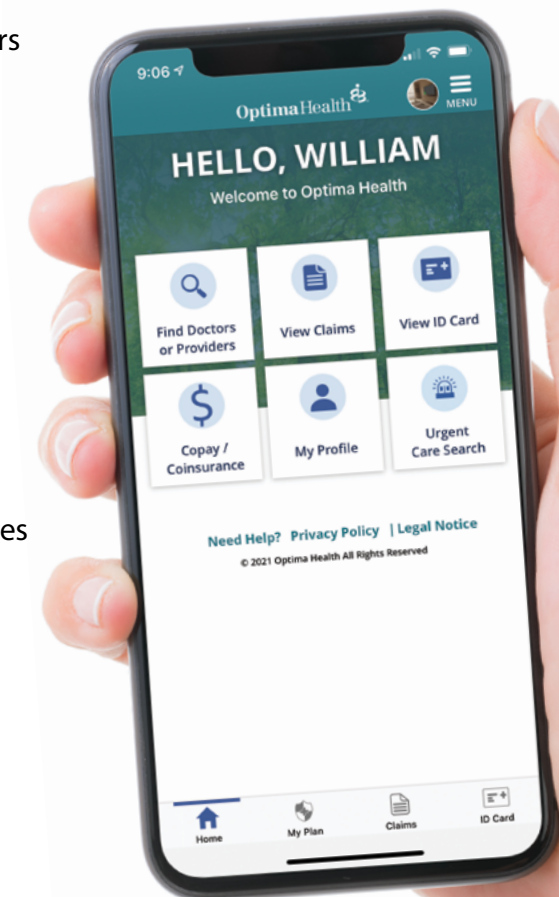 rs
9:06
OptimaHealth
MENU
HELLO, WILLIAM
Welcome to Optima Health
Find Doctors
or Providers
View Claims
View ID Card
Copay /
Coinsurance
My Profile
Urgent
Care Search
es
Need Help? Privacy Policy | Legal Notice
© 2021 Optima Health All Rights Reserved
Home
My Plan
Claims
ID Card